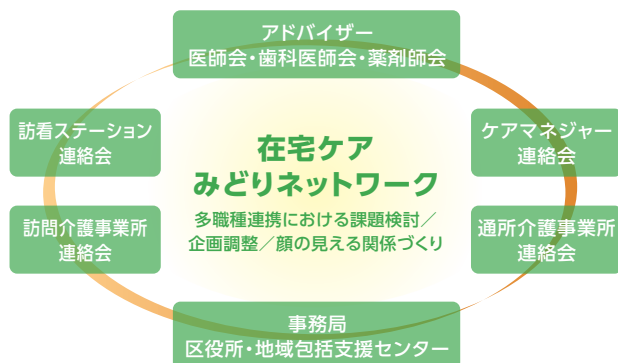 アドバイザー
医師会・歯科医師会・薬剤師会
訪看ステーション
連絡会
ケアマネジャー
連絡会
在宅ケア
みどりネットワーク
多職種連携における課題検討／
企画調整／顔の見える関係づくり
訪問介護事業所
連絡会
通所介護事業所
連絡会
事務局
区役所・地域包括支援センター